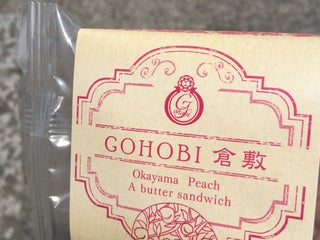 GOHOBI 倉敷
Okayama Peach
A butter sandwich